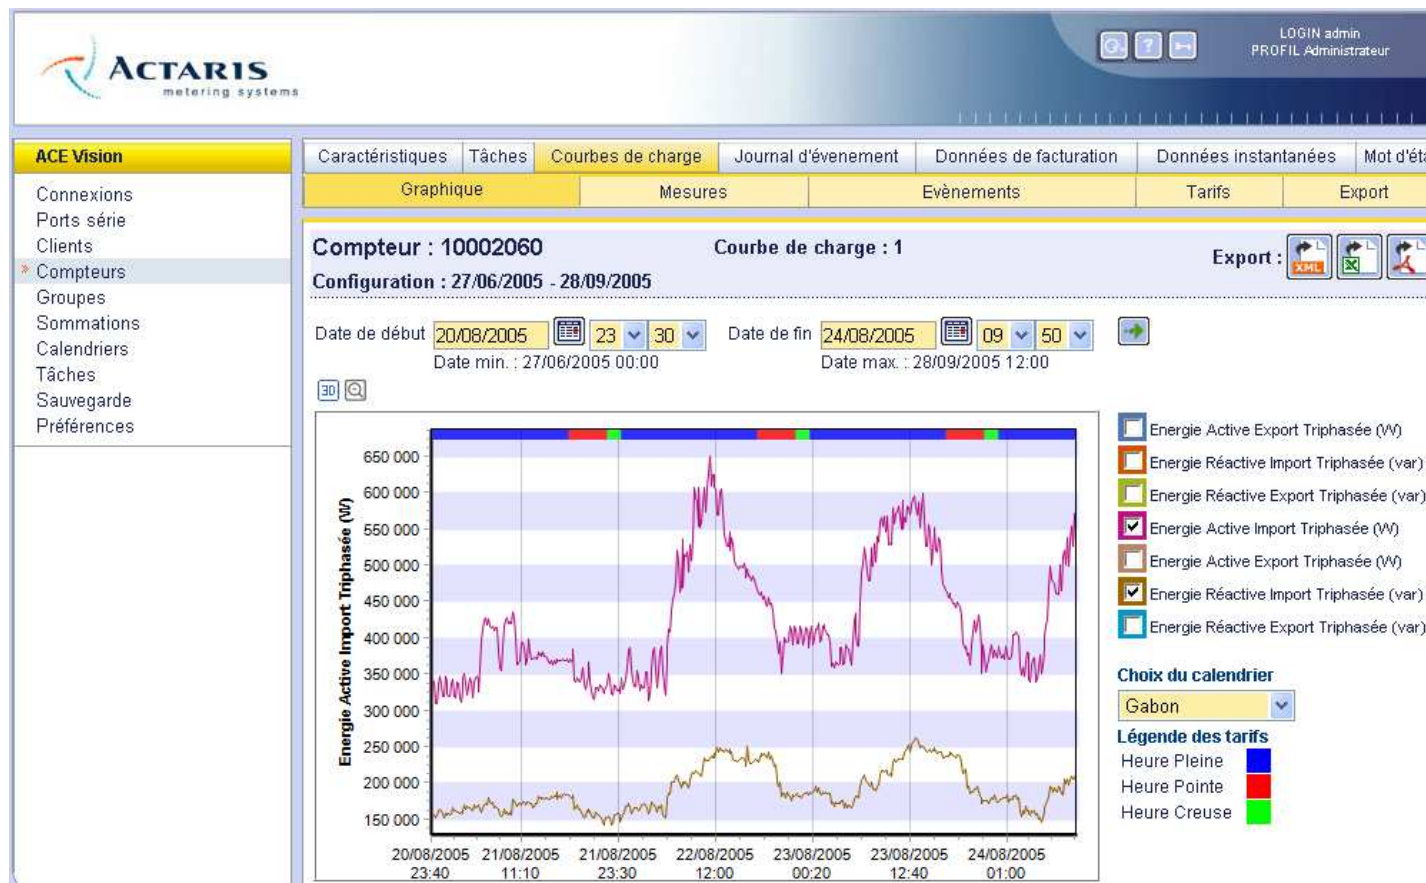 LOGIN admin
PROFIL Administrateur
ACTARIS
metering systems
ACE Vision
Connexions
Ports série
Clients
» Compteurs
Groupes
Sommations
Calendriers
Tâches
Sauvegarde
Préférences
Caractéristiques Tâches Courbes de charge Journal d'évenement Données de facturation Données instantanées Mot d'éta
Graphique Mesures Evènements Tarifs Export
Compteur : 10002060 Courbe de charge : 1 Export :
XML
Configuration : 27/06/2005 - 28/09/2005
Date de début 20/08/2005 23 30 Date de fin 24/08/2005 09 50
Date min. : 27/06/2005 00:00 Date max. : 28/09/2005 12:00
3D
Energie Active Import Triphasée (W)
650 000
600 000
550 000
500 000
450 000
400 000
350 000
300 000
250 000
200 000
150 000
20/08/2005 21/08/2005 21/08/2005 22/08/2005 23/08/2005 23/08/2005 24/08/2005
23:40 11:10 23:30 12:00 00:20 12:40 01:00
Energie Active Export Triphasée (W)
Energie Réactive Import Triphasée (var)
Energie Réactive Export Triphasée (var)
Energie Active Import Triphasée (W)
Energie Active Export Triphasée (W)
Energie Réactive Import Triphasée (var)
Energie Réactive Export Triphasée (var)
Choix du calendrier
Gabon
Légende des tarifs
Heure Pleine
Heure Pointe
Heure Creuse